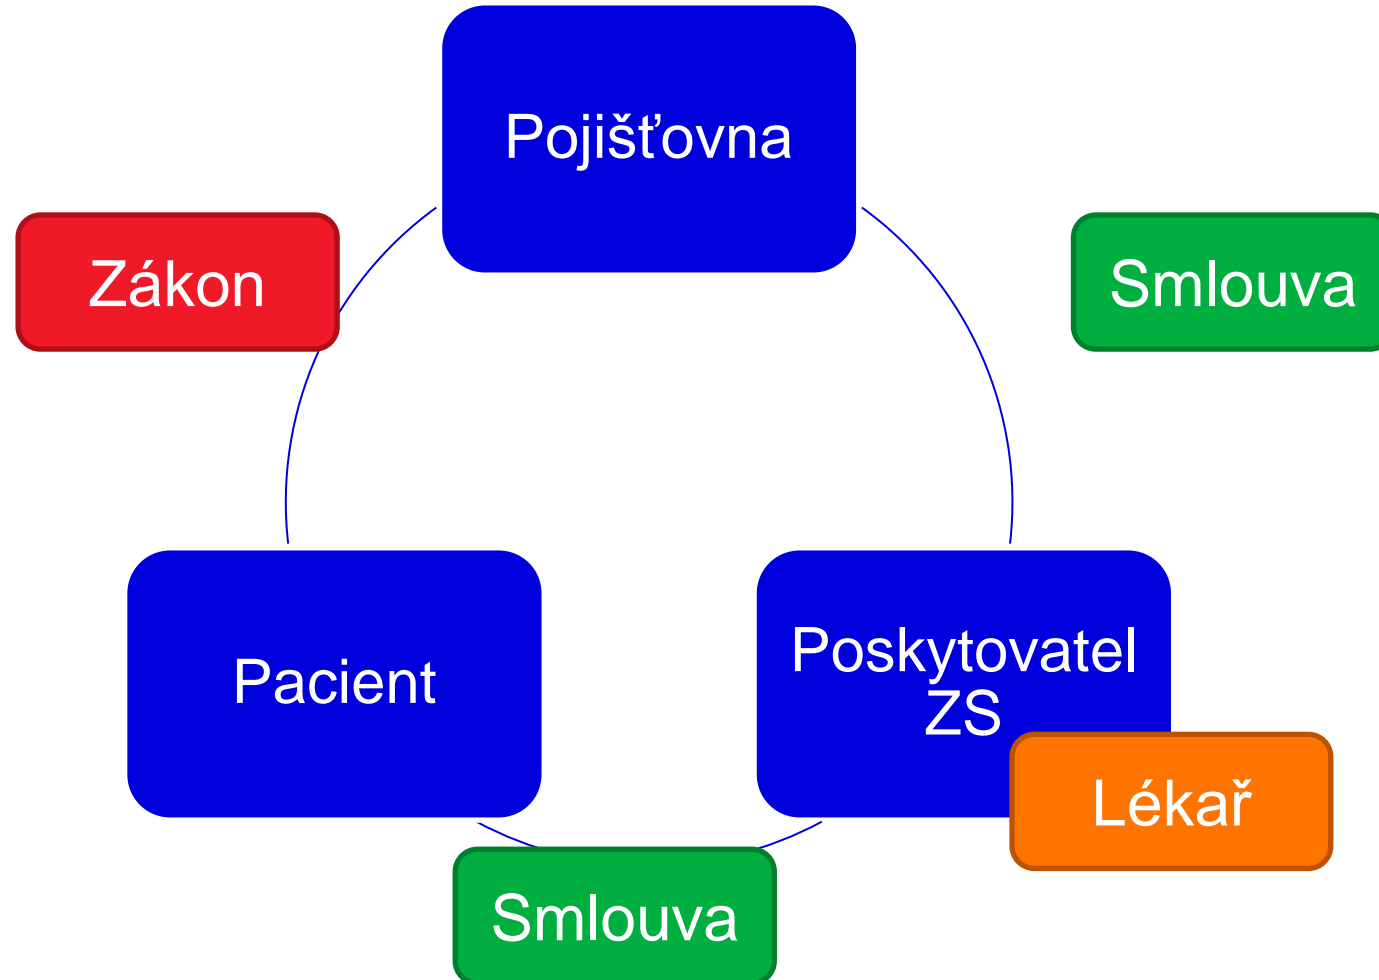 Pojišťovna
Zákon
Smlouva
Pacient
Poskytovatel
ZS
Lékař
Smlouva